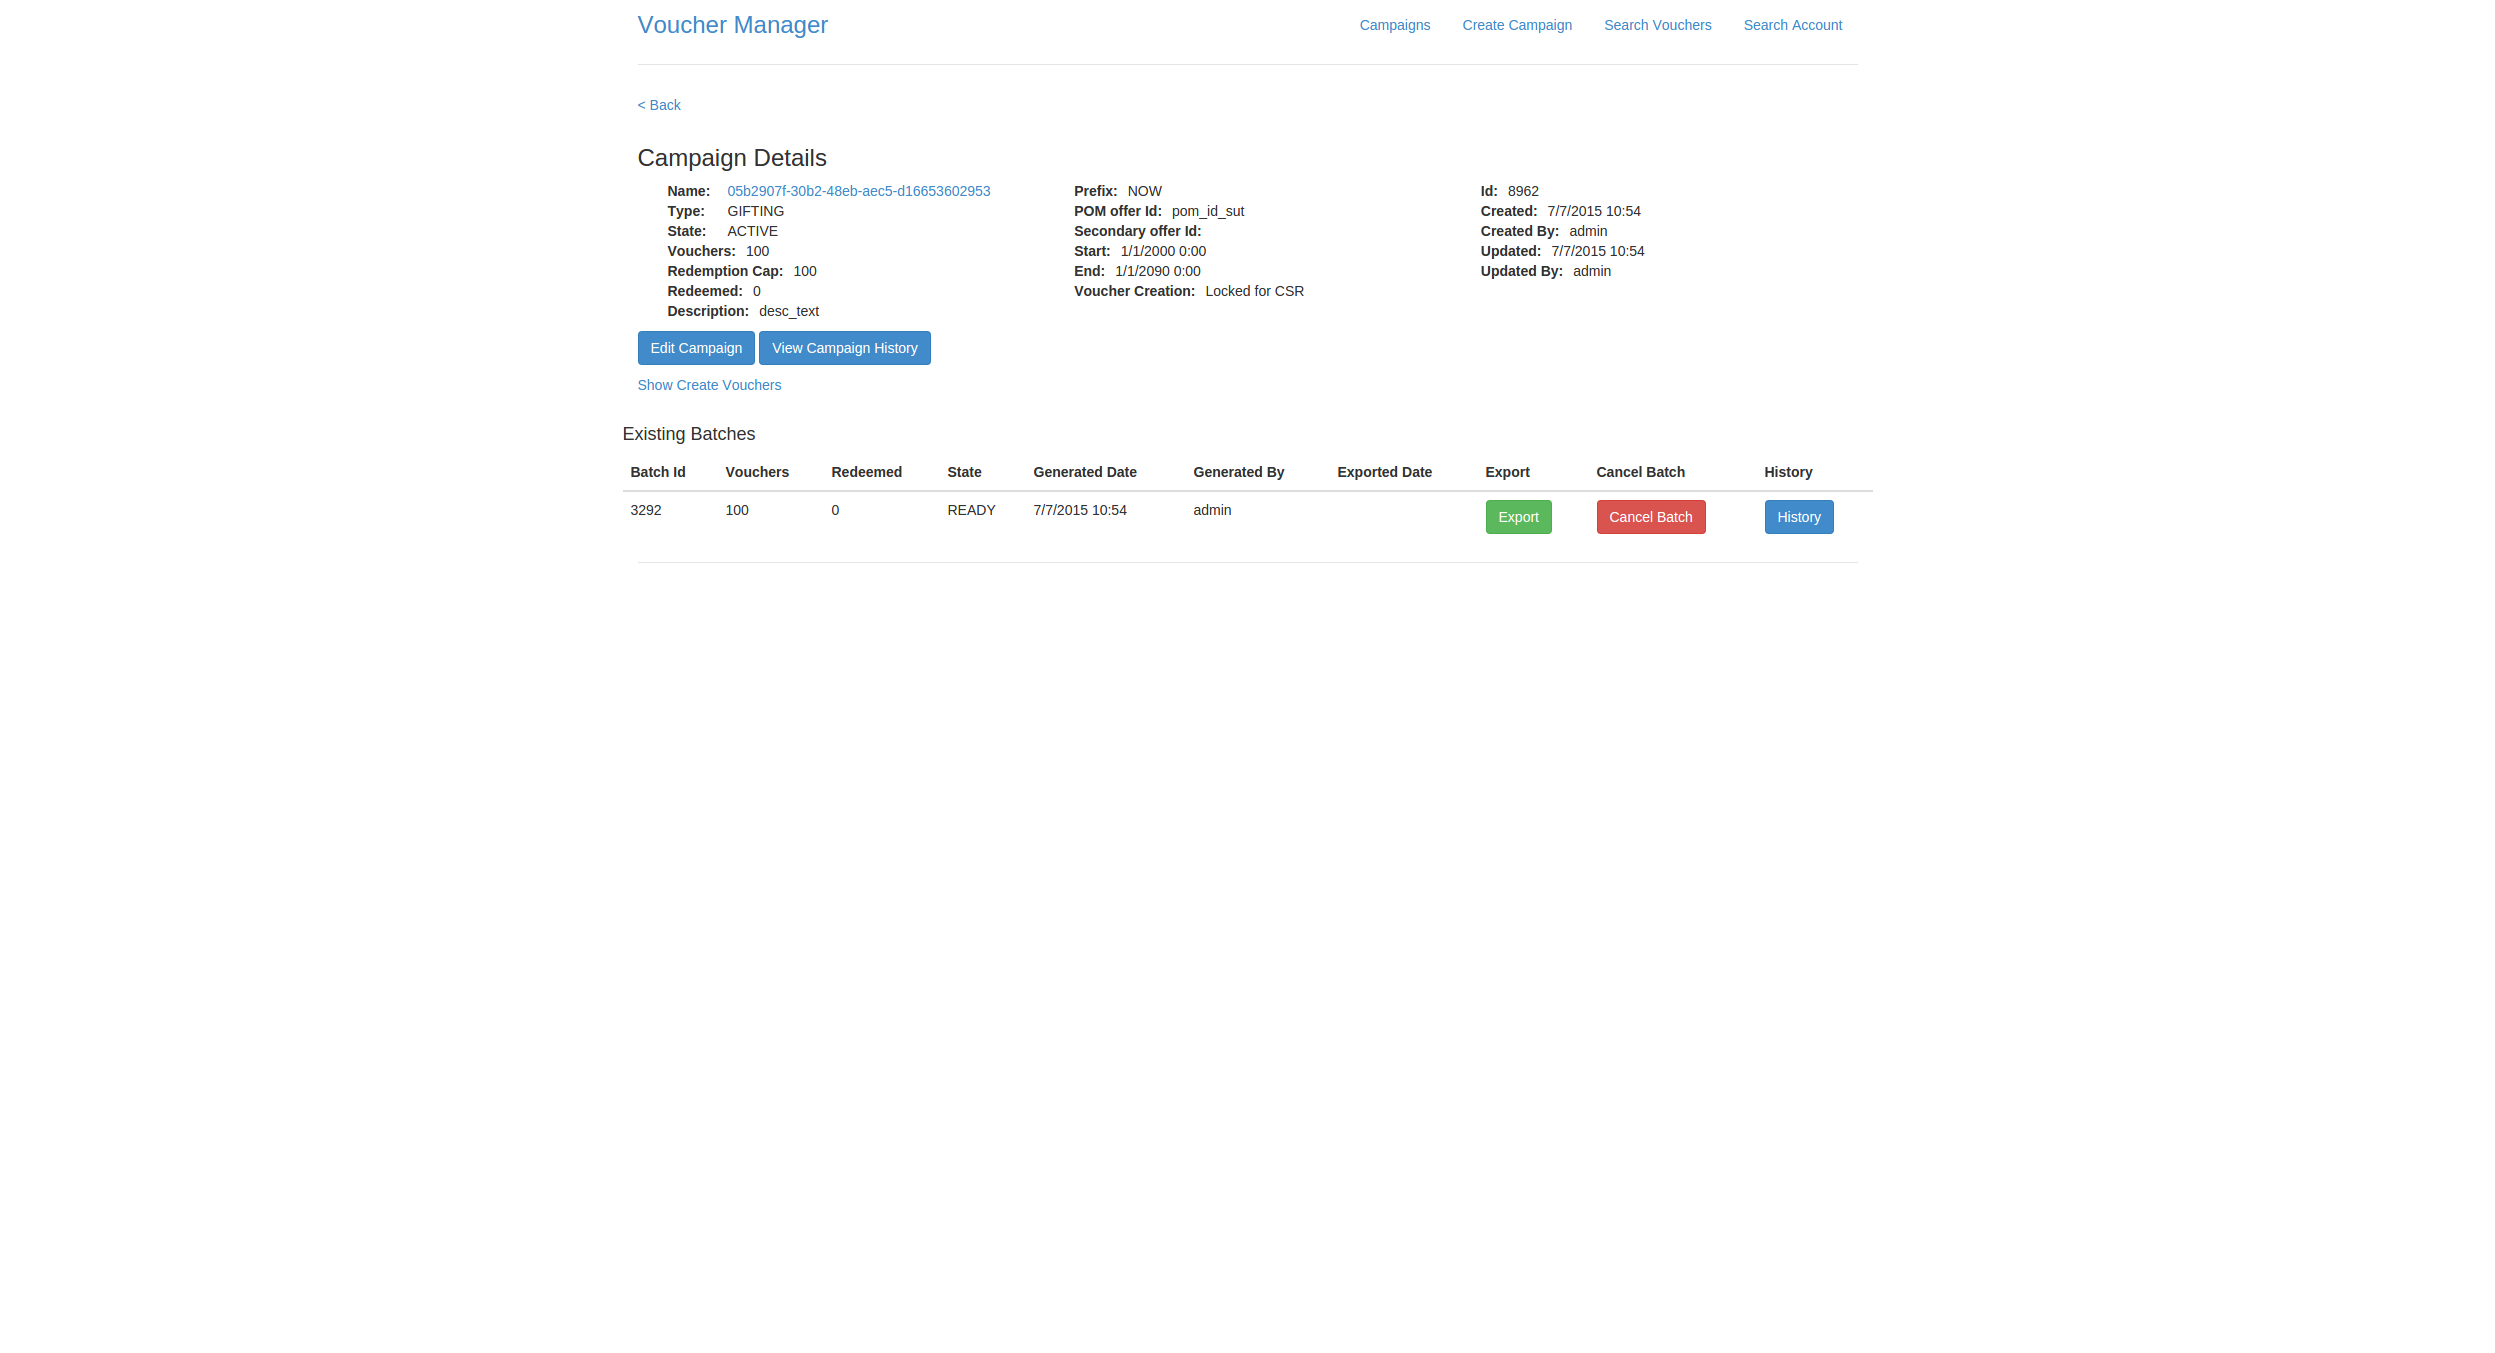 Voucher Manager
Campaigns Create Campaign Search Vouchers Search Account
< Back
Campaign Details
Name: 05b2907f-30b2-48eb-aec5-d16653602953
Type: GIFTING
State: ACTIVE
Vouchers: 100
Redemption Cap: 100
Redeemed: 0
Description: desc_text
Prefix: NOW
POM offer Id: pom_id_sut
Secondary offer Id:
Start: 1/1/2000 0:00
End: 1/1/2090 0:00
Voucher Creation: Locked for CSR
Id: 8962
Created: 7/7/2015 10:54
Created By: admin
Updated: 7/7/2015 10:54
Updated By: admin
Edit Campaign View Campaign History
Show Create Vouchers
Existing Batches
Batch Id Vouchers Redeemed State Generated Date Generated By Exported Date Export Cancel Batch History
3292 100 0 READY 7/7/2015 10:54 admin Export Cancel Batch History